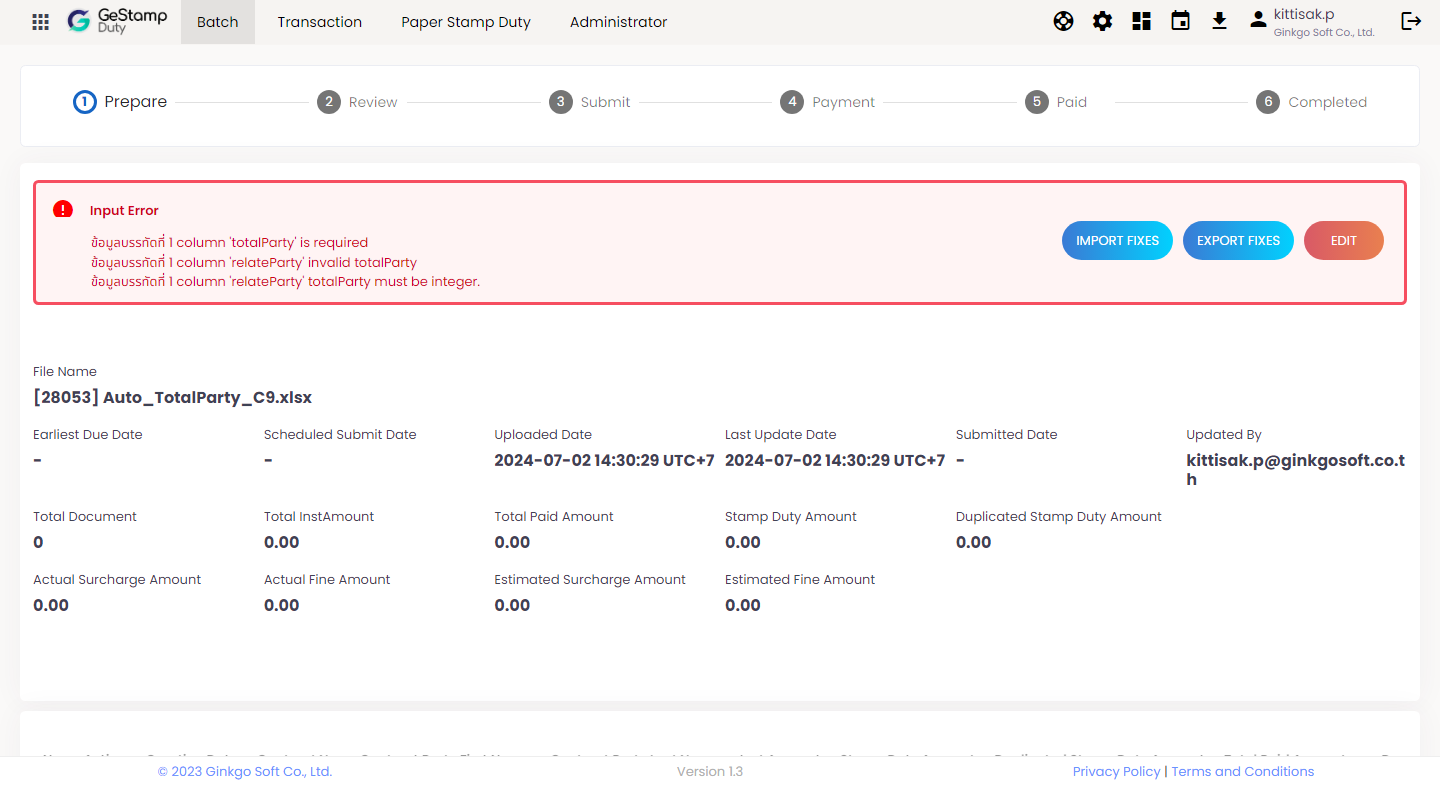 GeStamp
Duty
Batch
Transaction
Paper Stamp Duty
Administrator
kittisak.p
Ginkgo Soft Co., Ltd.
1 Prepare
2 Review
3 Submit
4 Payment
5 Paid
6 Completed
Input Error
ข้อมูลบรรทัดที่ 1 column 'totalParty' is required
ข้อมูลบรรทัดที่ 1 column 'relateParty' invalid totalParty
ข้อมูลบรรทัดที่ 1 column 'relateParty' totalParty must be integer.
IMPORT FIXES
EXPORT FIXES
EDIT
File Name
[28053] Auto_TotalParty_C9.xlsx
Earliest Due Date
-
Scheduled Submit Date
-
Uploaded Date
2024-07-02 14:30:29 UTC+7
Last Update Date
2024-07-02 14:30:29 UTC+7
Submitted Date
-
Updated By
kittisak.p@ginkgosoft.co.t
h
Total Document
0
Total InstAmount
0.00
Total Paid Amount
0.00
Stamp Duty Amount
0.00
Duplicated Stamp Duty Amount
0.00
Actual Surcharge Amount
0.00
Actual Fine Amount
0.00
Estimated Surcharge Amount
0.00
Estimated Fine Amount
0.00
© 2023 Ginkgo Soft Co., Ltd.
Version 1.3
Privacy Policy | Terms and Conditions